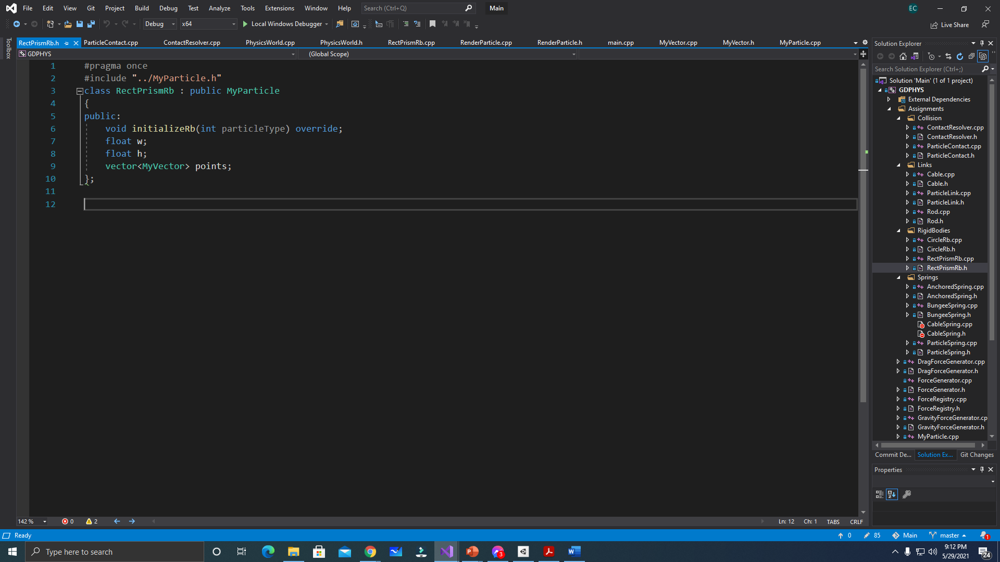 File Edit View Git Project Build Debug Test Analyze Tools Extensions Window Help Search (Ctrl+Q) Main EC
Debug x64 Local Windows Debugger Live Share
Toolbox
RectPrismRb.h ParticleContact.cpp ContactResolver.cpp PhysicsWorld.cpp PhysicsWorld.h RectPrismRb.cpp RenderParticle.cpp RenderParticle.h main.cpp MyVector.cpp MyVector.h MyParticle.cpp
GDPHYS (Global Scope)
1 #pragma once
2 #include "../MyParticle.h"
3 class RectPrismRb : public MyParticle
4 {
5 public:
6 void initializeRb(int particleType) override;
7 float w;
8 float h;
9 vector<MyVector> points;
10 };
11
12
142 % 0 2 Ln: 12 Ch: 1 TABS CRLF
Solution Explorer
Search Solution Explorer (Ctrl+;)
Solution 'Main' (1 of 1 project)
GDPHYS
External Dependencies
Assignments
Collision
ContactResolver.cpp
ContactResolver.h
ParticleContact.cpp
ParticleContact.h
Links
Cable.cpp
Cable.h
ParticleLink.cpp
ParticleLink.h
Rod.cpp
Rod.h
RigidBodies
CircleRb.cpp
CircleRb.h
RectPrismRb.cpp
RectPrismRb.h
Springs
AnchoredSpring.cpp
AnchoredSpring.h
BungeeSpring.cpp
BungeeSpring.h
CableSpring.cpp
CableSpring.h
ParticleSpring.cpp
ParticleSpring.h
DragForceGenerator.cpp
DragForceGenerator.h
ForceGenerator.cpp
ForceGenerator.h
ForceRegistry.cpp
ForceRegistry.h
GravityForceGenerator.cp
GravityForceGenerator.h
MyParticle.cpp
Commit De... Solution Ex... Git Changes
Properties
Ready 0 85 Main master 1
Type here to search 3 9:12 PM
5/29/2021 24